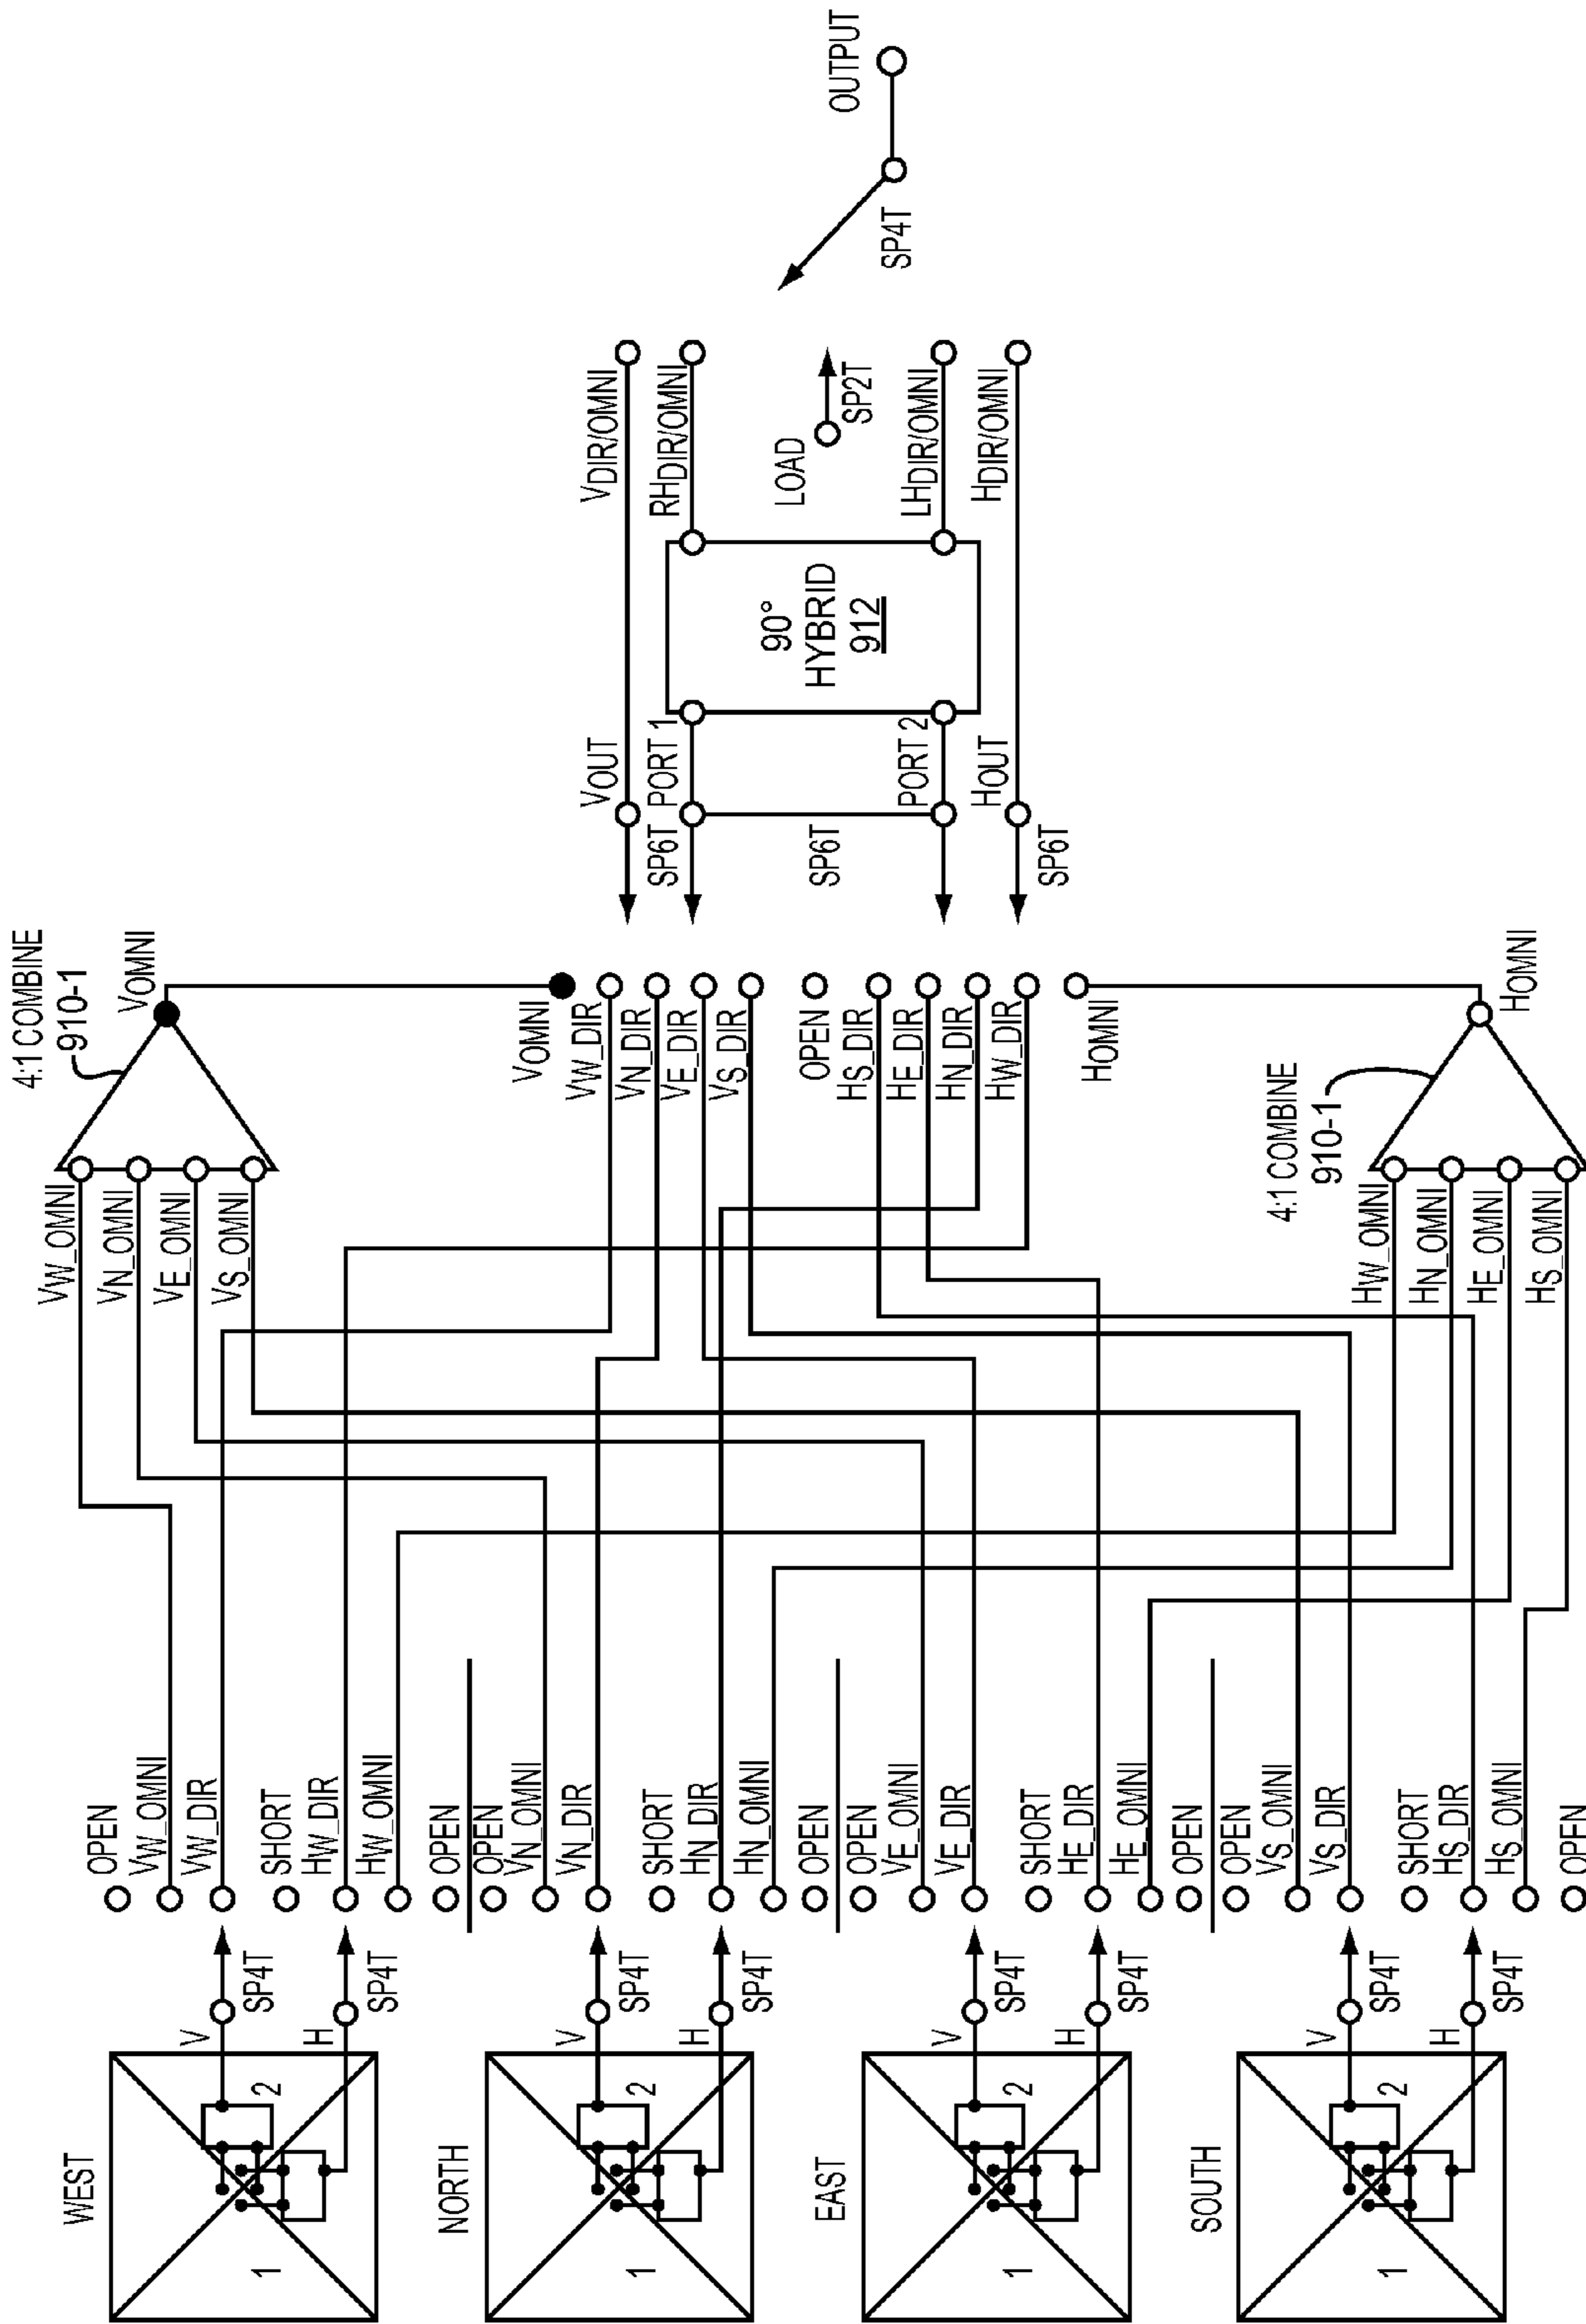 WEST
1
2
V
H
SP4T
SP4T
OPEN
VW_OMNI
VW_DIR
SHORT
HW_DIR
HW_OMNI
OPEN
NORTH
1
2
V
H
SP4T
SP4T
OPEN
VN_OMNI
VN_DIR
SHORT
HN_DIR
HN_OMNI
OPEN
EAST
1
2
V
H
SP4T
SP4T
OPEN
VE_OMNI
VE_DIR
SHORT
HE_DIR
HE_OMNI
OPEN
SOUTH
1
2
V
H
SP4T
SP4T
OPEN
VS_OMNI
VS_DIR
SHORT
HS_DIR
HS_OMNI
OPEN
VW_OMNI
VN_OMNI
VE_OMNI
VS_OMNI
4:1 COMBINE
910-1
VOMNI
HW_OMNI
HN_OMNI
HE_OMNI
HS_OMNI
4:1 COMBINE
910-1
HOMNI
VOMNI
VW_DIR
VN_DIR
VE_DIR
VS_DIR
OPEN
HS_DIR
HE_DIR
HN_DIR
HW_DIR
HOMNI
VOUT
SP6T
PORT 1
SP6T
PORT 2
HOUT
SP6T
90°
HYBRID
912
VDIR/OMNI
RHDIR/OMNI
LOAD
SP2T
LHDIR/OMNI
HDIR/OMNI
SP4T
OUTPUT